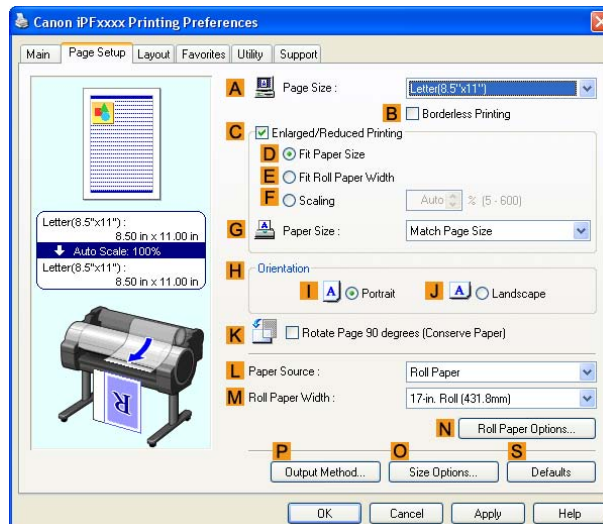 Canon iPFxxxx Printing Preferences
Main Page Setup Layout Favorites Utility Support
A Page Size : Letter(8.5"x11")
B Borderless Printing
C Enlarged/Reduced Printing
D Fit Paper Size
E Fit Roll Paper Width
F Scaling Auto % (5 - 600)
G Paper Size : Match Page Size
Letter(8.5"x11") :
8.50 in x 11.00 in
Auto Scale: 100%
Letter(8.5"x11") :
8.50 in x 11.00 in
H Orientation
I A Portrait J A Landscape
K Rotate Page 90 degrees (Conserve Paper)
R
L Paper Source : Roll Paper
M Roll Paper Width : 17-in. Roll (431.8mm)
N Roll Paper Options...
P O S
Output Method... Size Options... Defaults
OK Cancel Apply Help